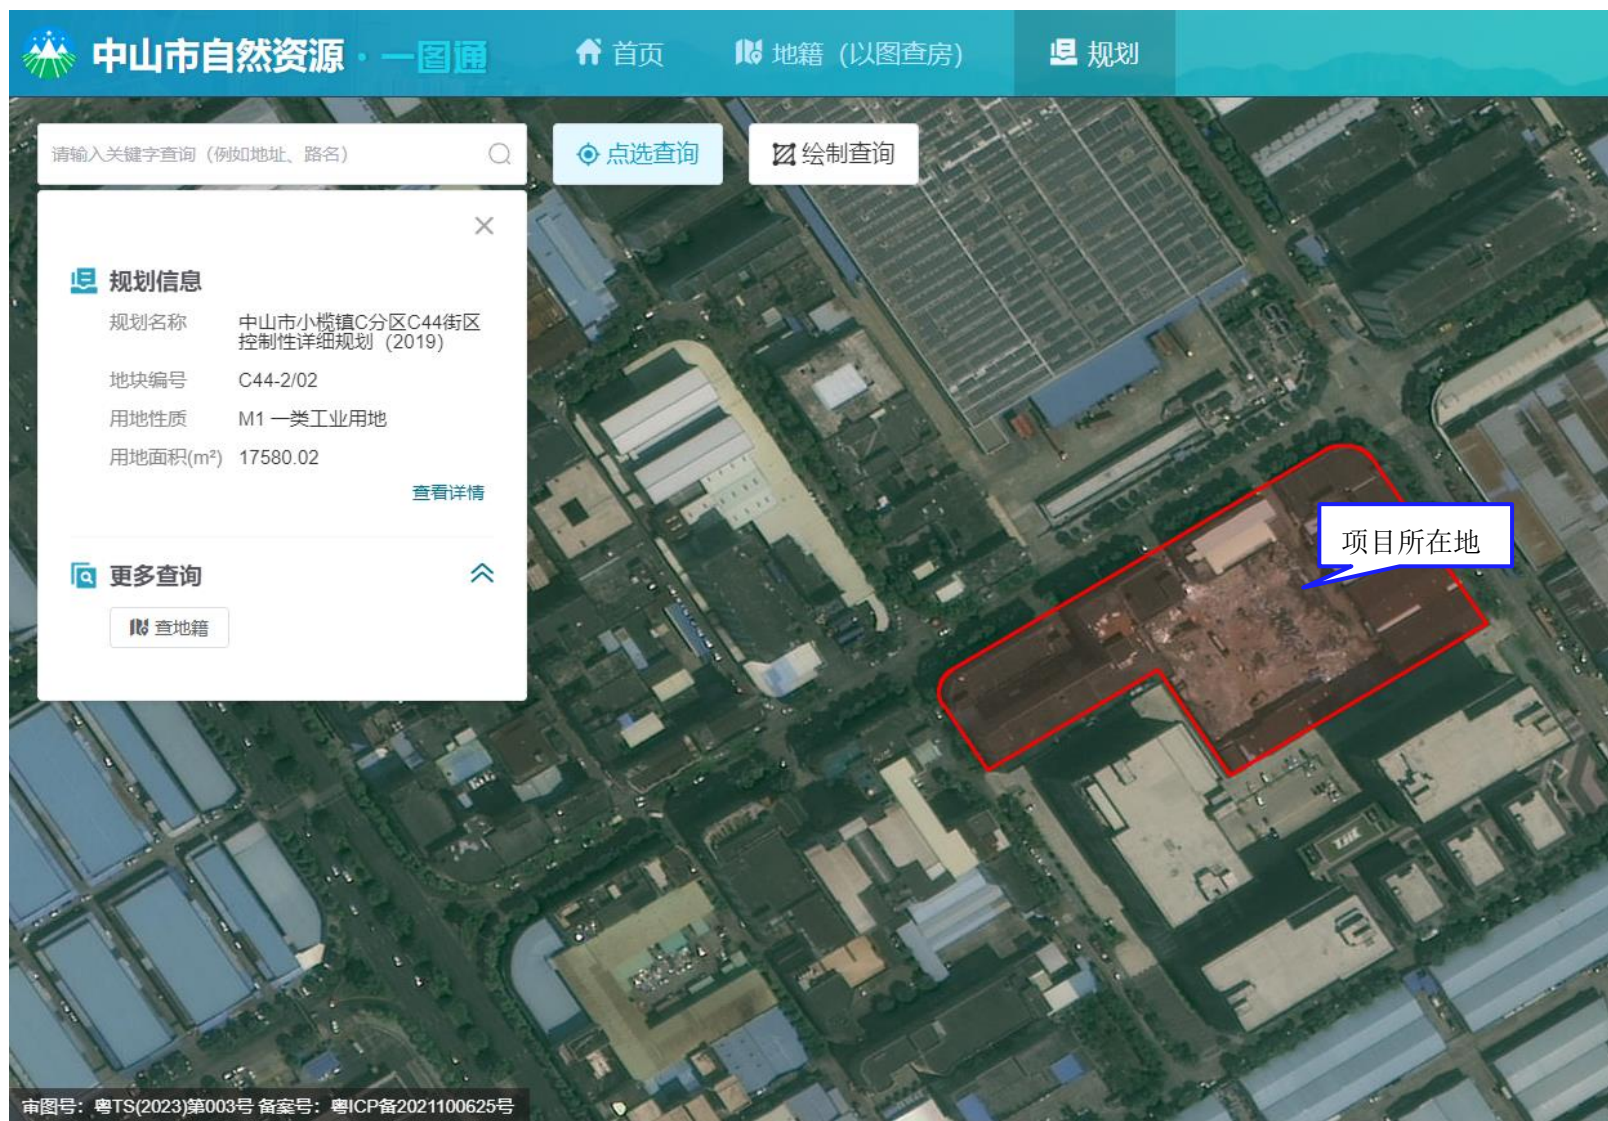 中山市自然资源·一图通
首页
地籍（以图查房）
规划
请输入关键字查询（例如地址、路名）
点选查询
绘制查询
规划信息
规划名称 中山市小榄镇C分区C44街区
控制性详细规划（2019）
地块编号 C44-2/02
用地性质 M1 一类工业用地
用地面积(m²) 17580.02
查看详情
更多查询
查地籍
项目所在地
审图号：粤TS(2023)第003号 备案号：粤ICP备2021100625号